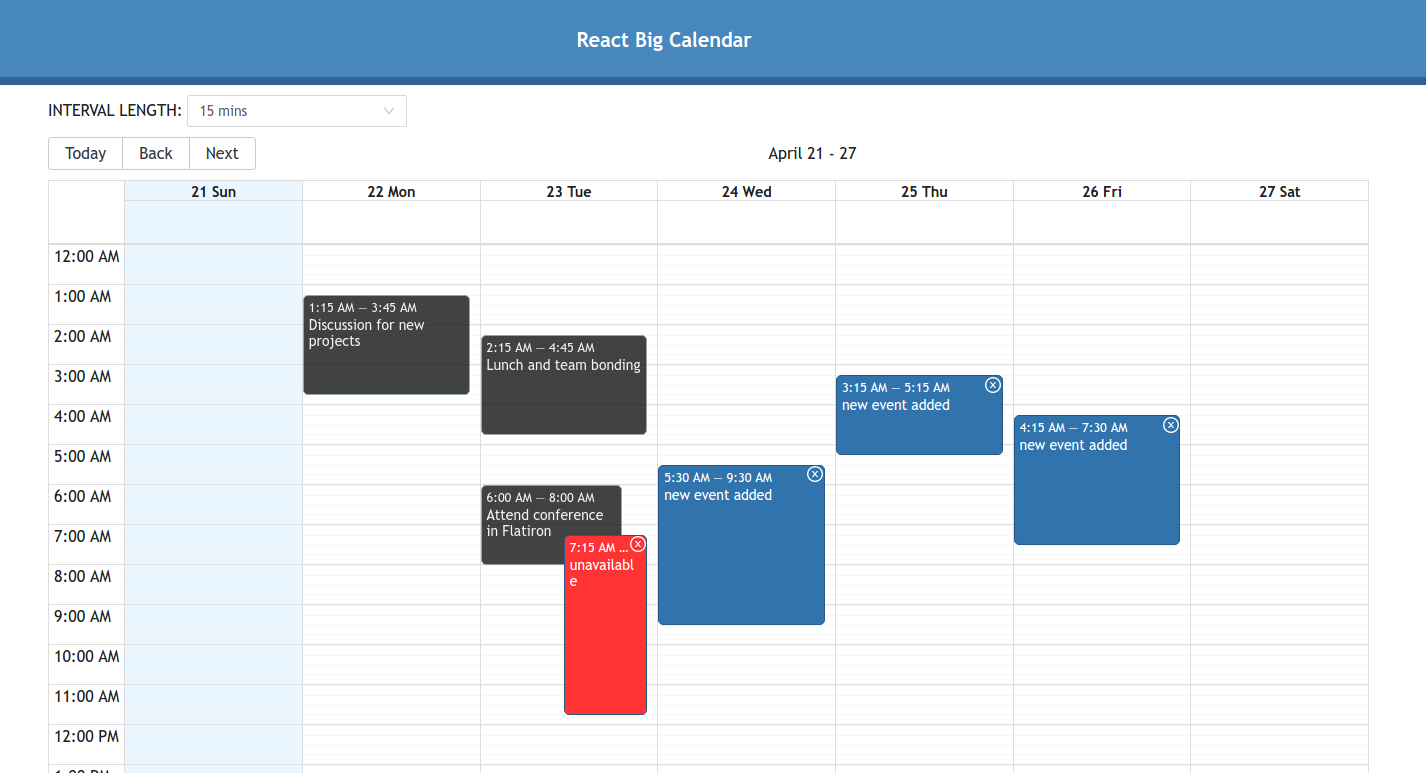 React Big Calendar
INTERVAL LENGTH: 15 mins
Today Back Next April 21 - 27
21 Sun 22 Mon 23 Tue 24 Wed 25 Thu 26 Fri 27 Sat
12:00 AM
1:00 AM
2:00 AM
3:00 AM
4:00 AM
5:00 AM
6:00 AM
7:00 AM
8:00 AM
9:00 AM
10:00 AM
11:00 AM
12:00 PM
1:15 AM — 3:45 AM
Discussion for new
projects
2:15 AM — 4:45 AM
Lunch and team bonding
6:00 AM — 8:00 AM
Attend conference
in Flatiron
7:15 AM ...
unavailabl
e
5:30 AM — 9:30 AM
new event added
3:15 AM — 5:15 AM
new event added
4:15 AM — 7:30 AM
new event added